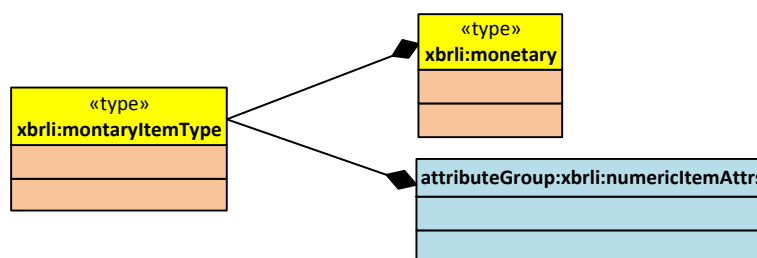 «type»
xbrli:monetary
«type»
xbrli:montaryItemType
attributeGroup:xbrli:numericItemAttrs